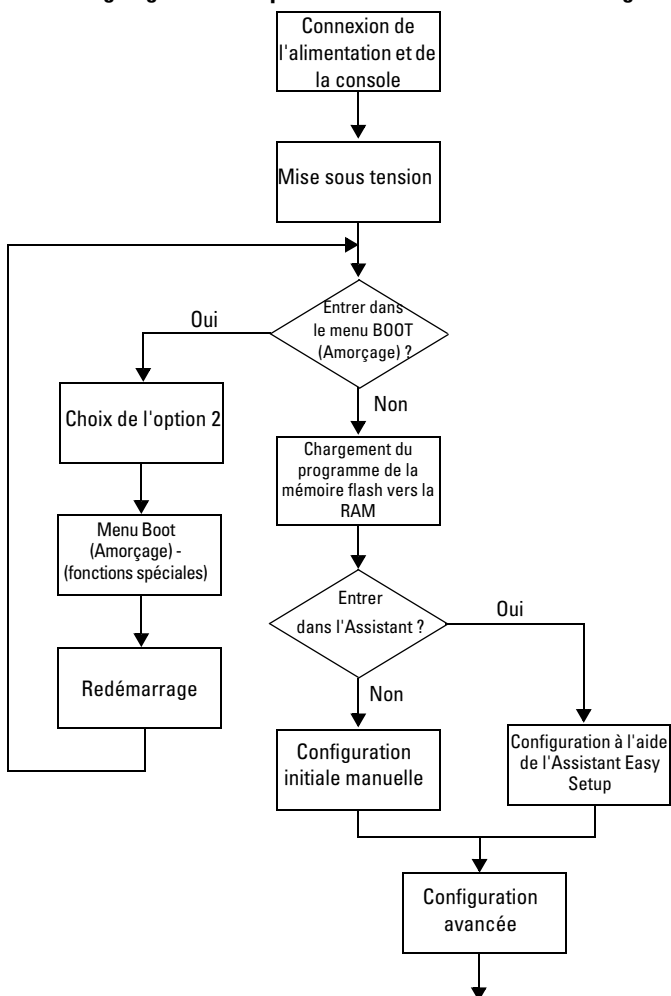 Connexion de
l'alimentation et de
la console
Mise sous tension
Entrer dans
le menu BOOT
(Amorçage) ?
Oui
Non
Choix de l'option 2
Chargement du
programme de la
mémoire flash vers la
RAM
Menu Boot
(Amorçage) -
(fonctions spéciales)
Entrer
dans l'Assistant ?
Oui
Non
Redémarrage
Configuration
initiale manuelle
Configuration à l'aide
de l'Assistant Easy
Setup
Configuration
avancée